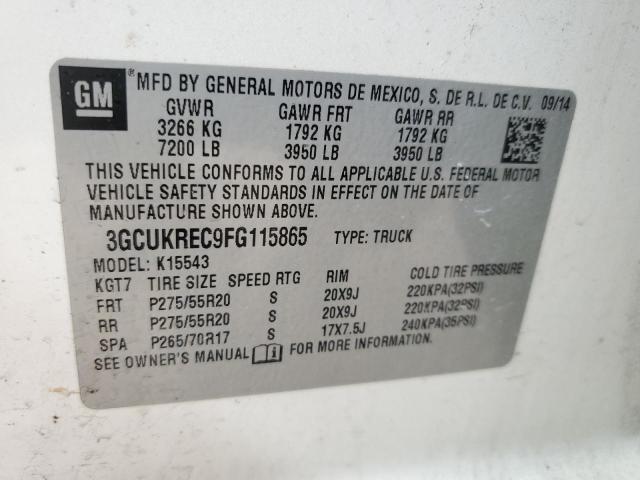 GM MFD BY GENERAL MOTORS DE MEXICO, S. DE R.L. DE C.V. 09/14
GVWR GAWR FRT GAWR RR
3266 KG 1792 KG 1792 KG
7200 LB 3950 LB 3950 LB
THIS VEHICLE CONFORMS TO ALL APPLICABLE U.S. FEDERAL MOTOR
VEHICLE SAFETY STANDARDS IN EFFECT ON THE DATE OF
MANUFACTURE SHOWN ABOVE.
3GCUKREC9FG115865 TYPE: TRUCK
MODEL: K15543
KGT7 TIRE SIZE SPEED RTG RIM COLD TIRE PRESSURE
FRT P275/55R20 S 20X9J 220KPA(32PSI)
RR P275/55R20 S 20X9J 220KPA(32PSI)
SPA P265/70R17 S 17X7.5J 240KPA(35PSI)
SEE OWNER'S MANUAL FOR MORE INFORMATION.